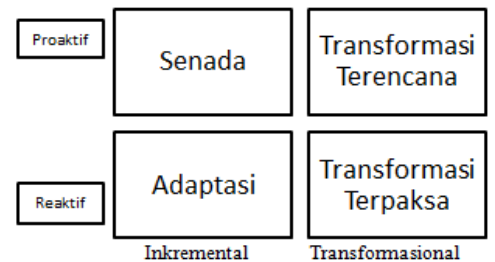 Proaktif
Senada
Transformasi
Terencana
Reaktif
Adaptasi
Transformasi
Terpaksa
Inkremental
Transformasional